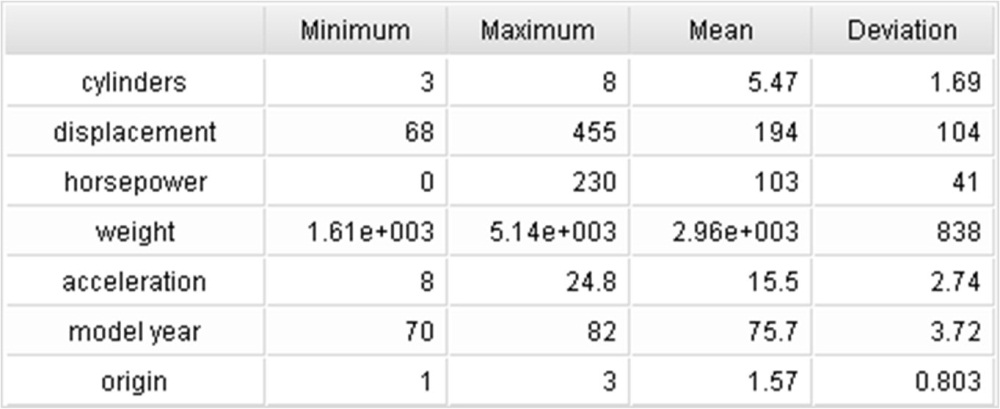 Minimum Maximum Mean Deviation
cylinders 3 8 5.47 1.69
displacement 68 455 194 104
horsepower 0 230 103 41
weight 1.61e+003 5.14e+003 2.96e+003 838
acceleration 8 24.8 15.5 2.74
model year 70 82 75.7 3.72
origin 1 3 1.57 0.803